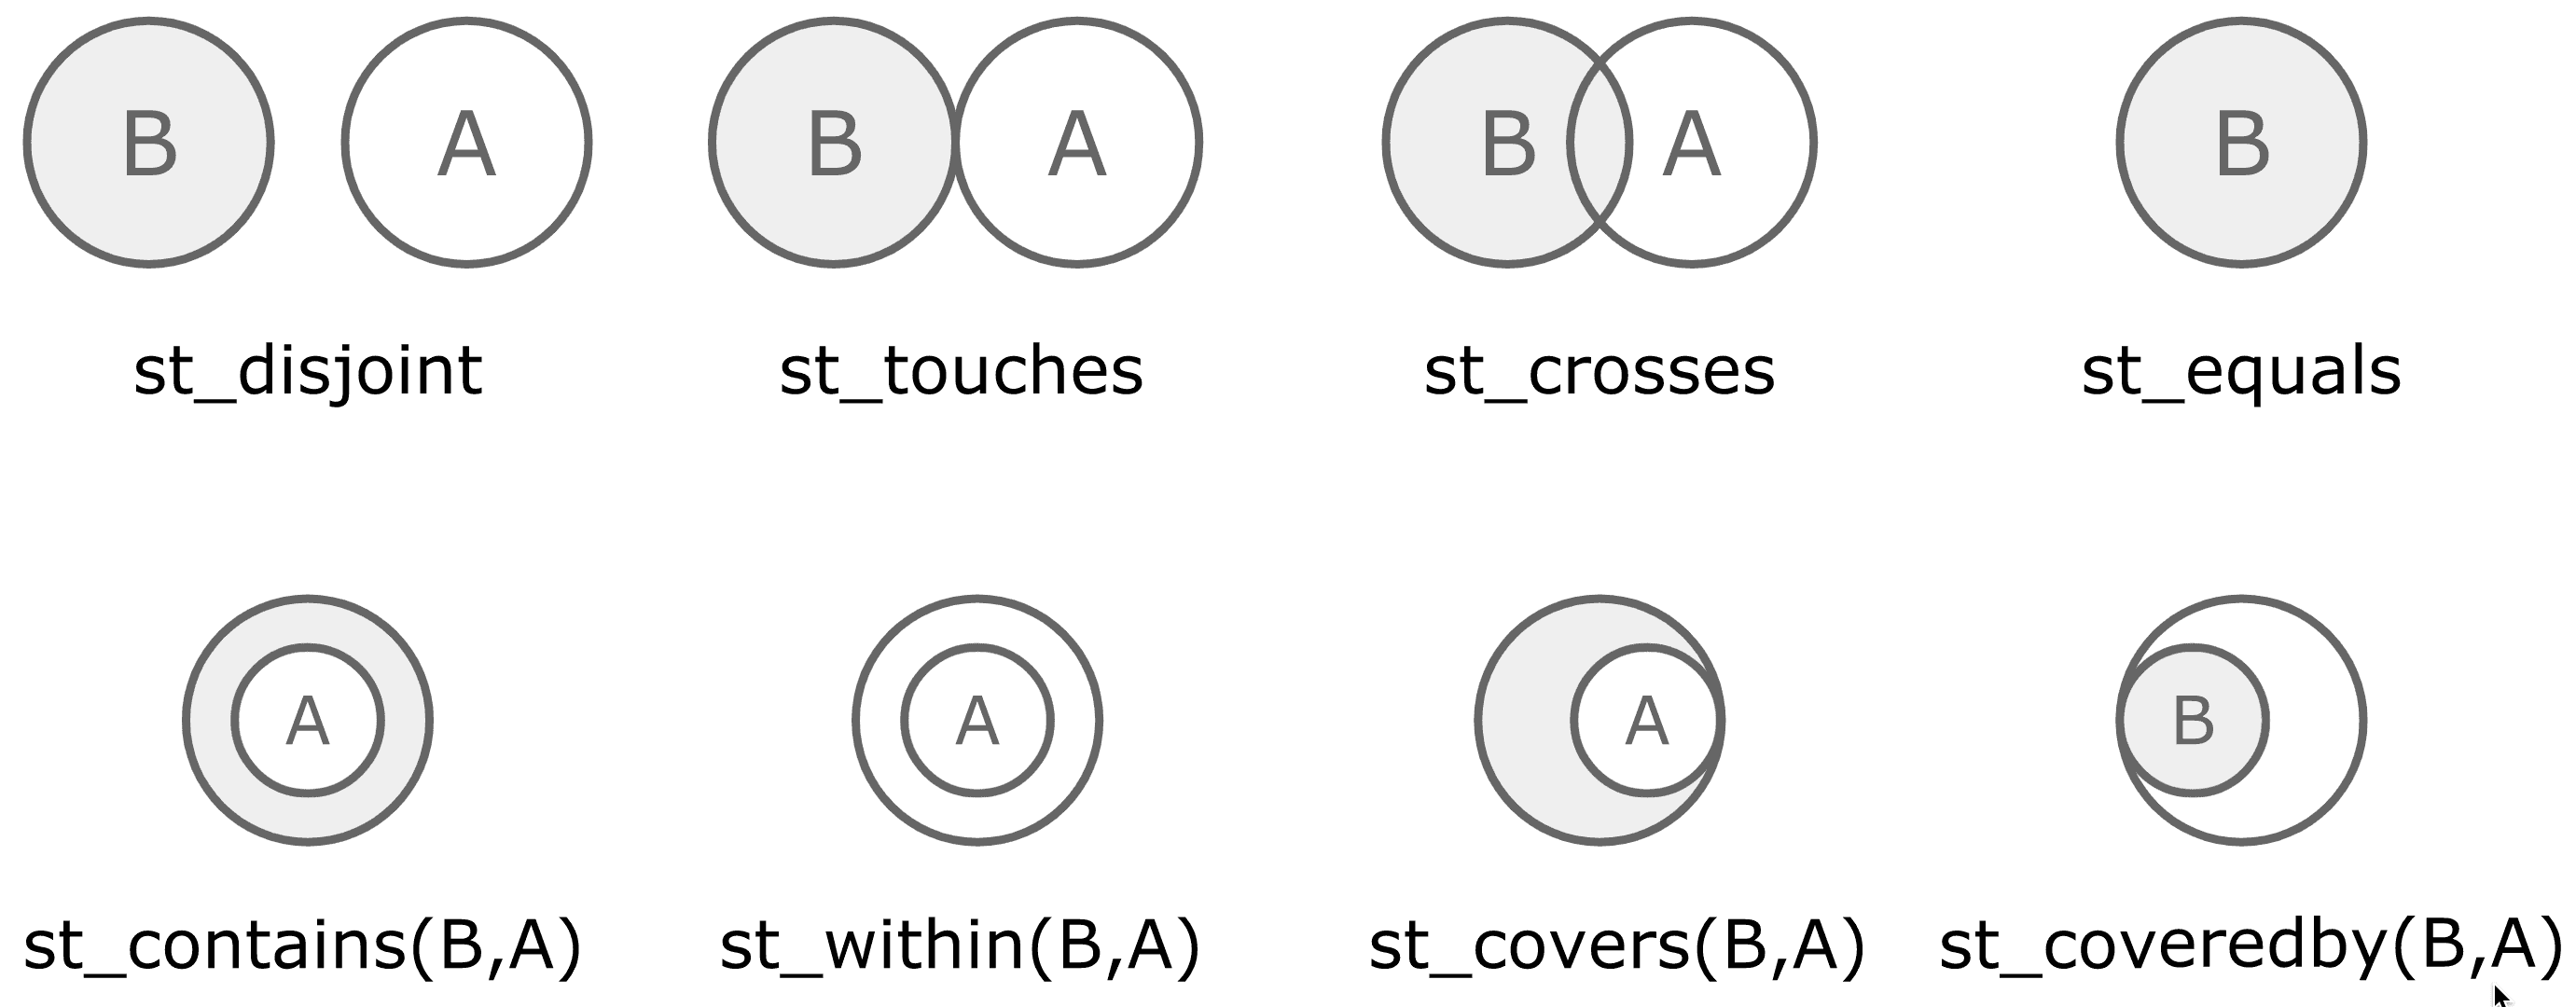 B A B A B A B
st_disjoint st_touches st_crosses st_equals
A A A B
st_contains(B,A) st_within(B,A) st_covers(B,A) st_coveredby(B,A)